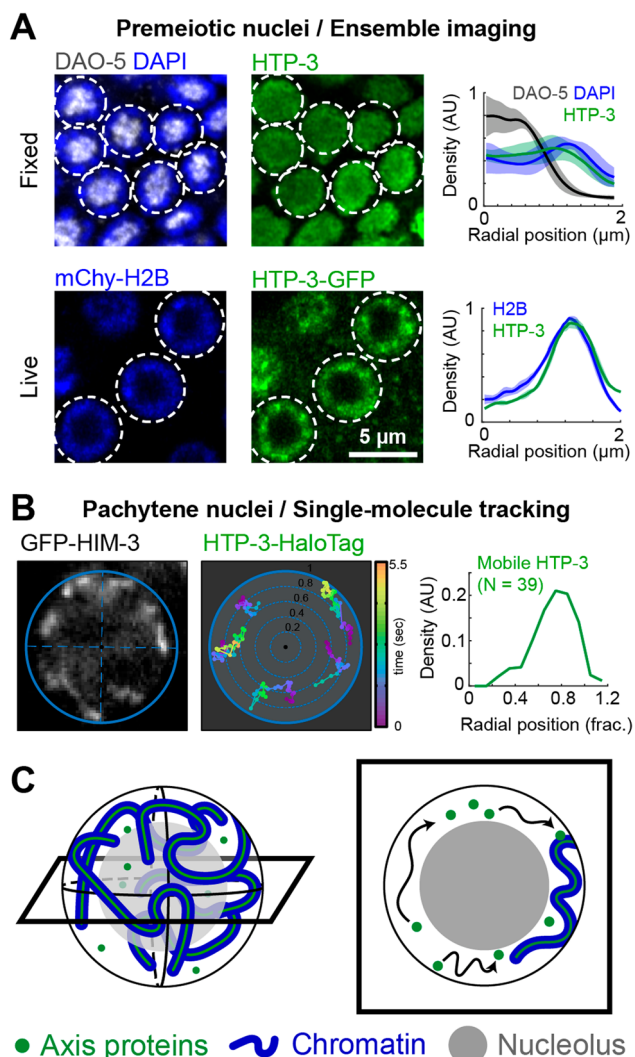 A
Premeiotic nuclei / Ensemble imaging
DAO-5 DAPI
HTP-3
Fixed
DAO-5 DAPI
HTP-3
Density (AU)
1
0
0
2
Radial position (μm)
mChy-H2B
HTP-3-GFP
Live
5 μm
H2B
HTP-3
Density (AU)
1
0
0
2
Radial position (μm)
B
Pachytene nuclei / Single-molecule tracking
GFP-HIM-3
HTP-3-HaloTag
1
0.8
0.6
0.4
0.2
5.5
time (sec)
0
Mobile HTP-3
(N = 39)
Density (AU)
0.2
0.1
0
0
0.4
0.8
1.2
Radial position (frac.)
C
Axis proteins
Chromatin
Nucleolus